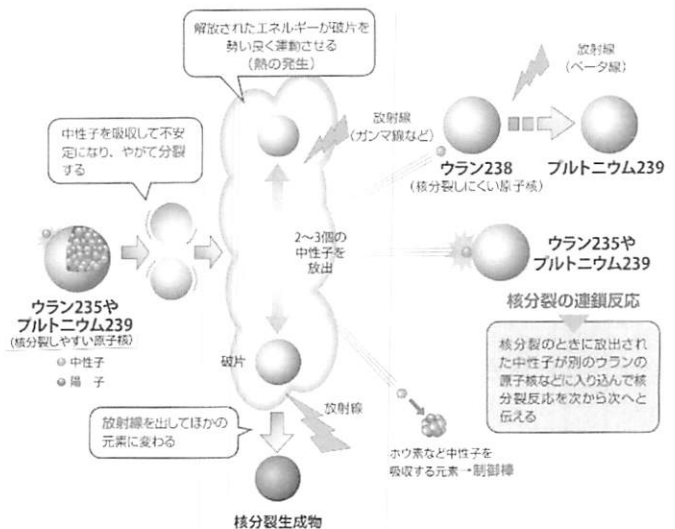 解放されたエネルギーが破片を
勢い良く運動させる
(熱の発生)
中性子を吸収して不安
定になり、やがて分裂
する
ウラン235や
プルトニウム239
(核分裂しやすい原子核)
中性子
陽 子
放射線
(ガンマ線など)
2〜3個の
中性子を
放出
破片
放射線
放射線を出してほかの
元素に変わる
核分裂生成物
放射線
(ベータ線)
ウラン238
(核分裂しにくい原子核)
プルトニウム239
ウラン235や
プルトニウム239
核分裂の連鎖反応
核分裂のときに放出され
た中性子が別のウランの
原子核などに入り込んで核
分裂反応を次から次へと
伝える
ホウ素など中性子を
吸収する元素→制御棒